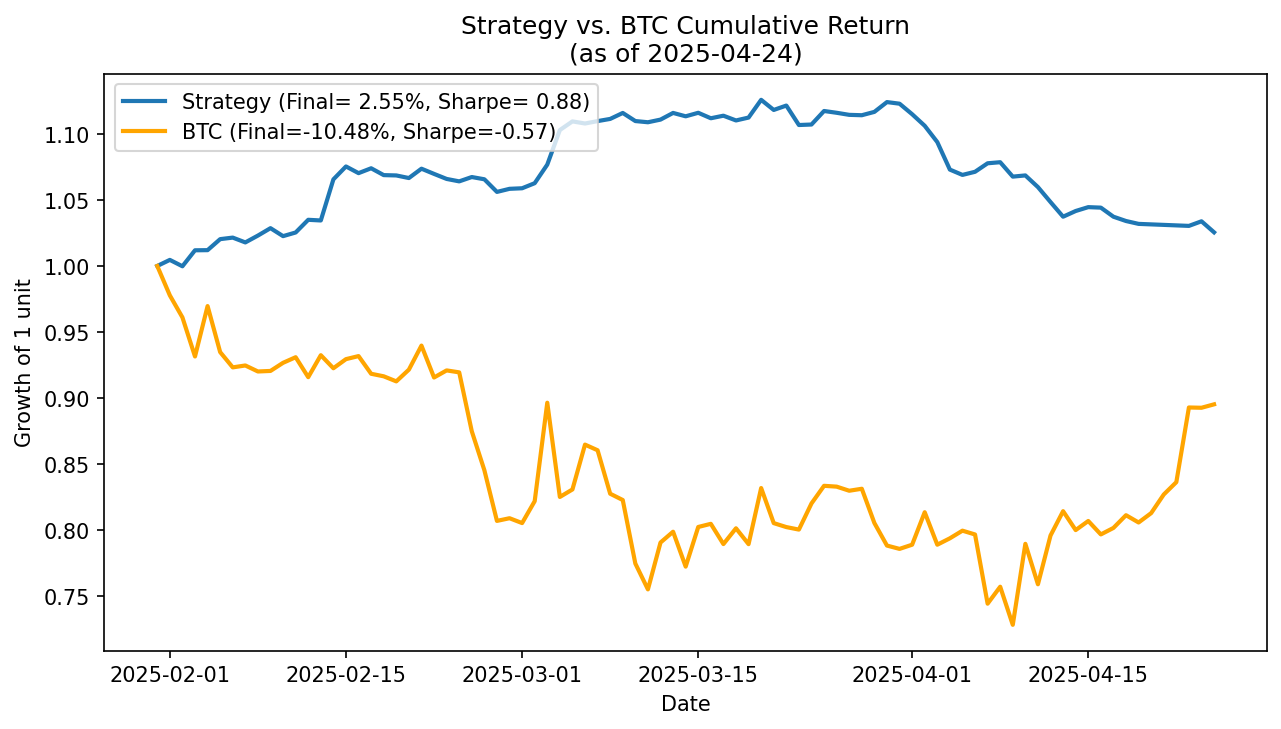 Strategy vs. BTC Cumulative Return
(as of 2025-04-24)
Strategy (Final= 2.55%, Sharpe= 0.88)
BTC (Final=-10.48%, Sharpe=-0.57)
Growth of 1 unit
1.10
1.05
1.00
0.95
0.90
0.85
0.80
0.75
2025-02-01
2025-02-15
2025-03-01
2025-03-15
2025-04-01
2025-04-15
Date